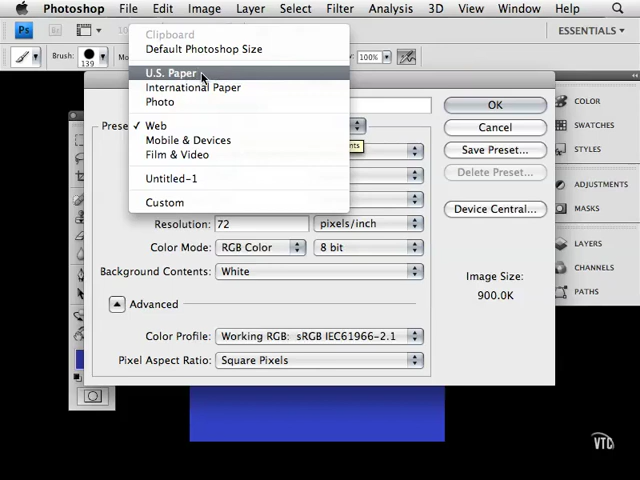 Photoshop File Edit Image Layer Select Filter Analysis 3D View Window Help
Ps ESSENTIALS
Brush: 139 100%
Clipboard
Default Photoshop Size
U.S. Paper
International Paper
Photo
Prese ✓ Web
Mobile & Devices
Film & Video
Untitled-1
Custom
Resolution: 72 pixels/inch
Color Mode: RGB Color 8 bit
Background Contents: White
Advanced
Color Profile: Working RGB: sRGB IEC61966-2.1
Pixel Aspect Ratio: Square Pixels
OK
Cancel
Save Preset...
Delete Preset...
Device Central...
Image Size:
900.0K
COLOR
SWATCHES
STYLES
ADJUSTMENTS
MASKS
LAYERS
CHANNELS
PATHS
VTC